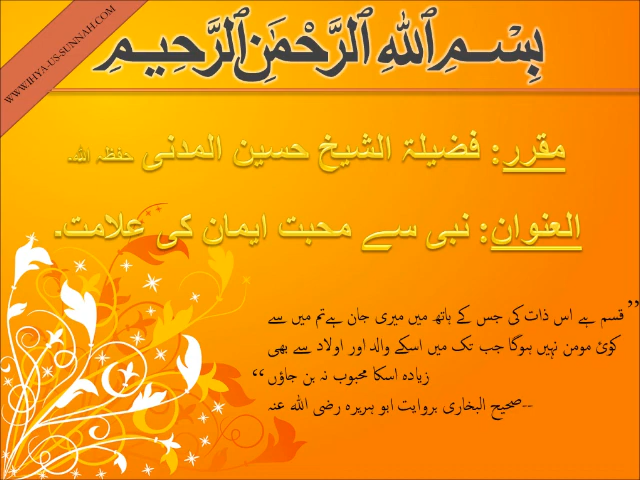 WWW.IHYA-US-SUNNAH.COM
بِسْمِ ٱللَّهِ ٱلرَّحْمَٰنِ ٱلرَّحِيمِ
مقرر: فضیلۃ الشیخ حسین المدنی حفظہ اللہ۔
العنوان: نبی سے محبت ایمان کی علامت۔
”قسم ہے اس ذات کی جس کے ہاتھ میں میری جان ہے تم میں سے
کوئ مومن نہیں ہوگا جب تک میں اسکے والد اور اولاد سے بھی
زیادہ اسکا محبوب نہ بن جاؤں“
--صحیح البخاری بروایت ابو ہریرہ رضی اللہ عنہ